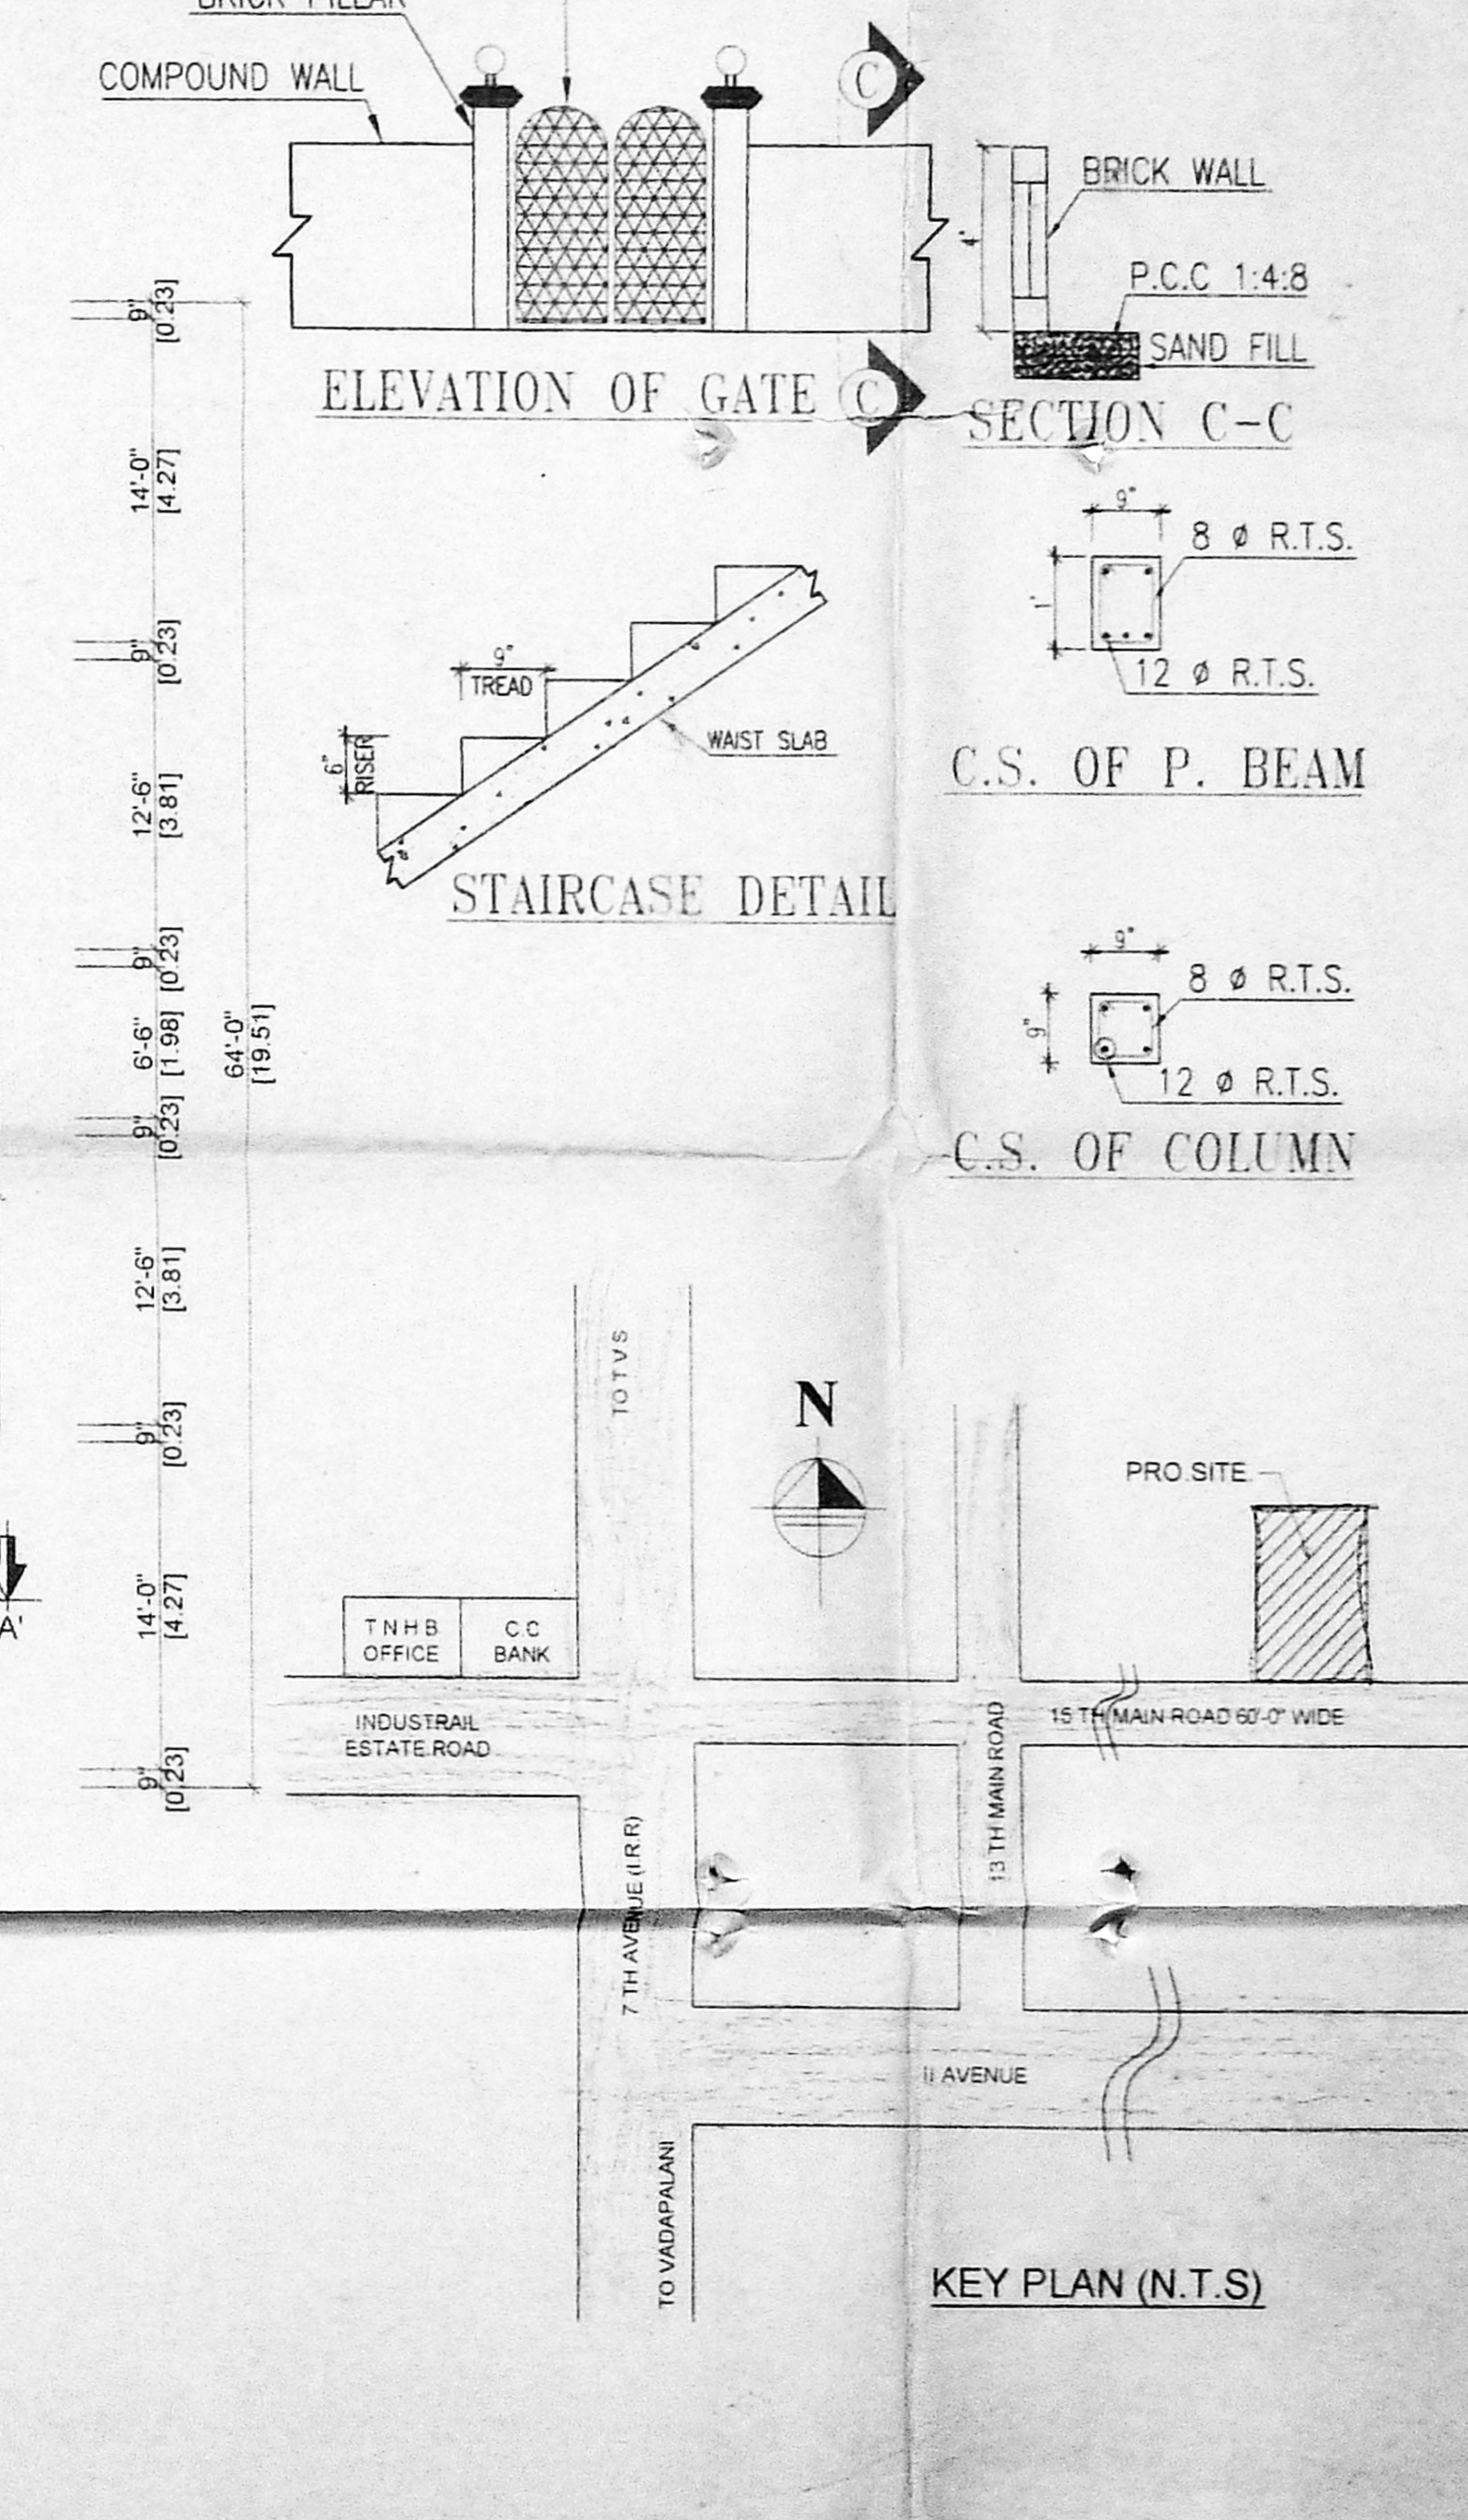 BRICK PILLAR
COMPOUND WALL
C
BRICK WALL
4'
P.C.C 1:4:8
SAND FILL
ELEVATION OF GATE
C
SECTION C-C
9"
[0.23]
14'-0"
[4.27]
9"
[0.23]
12'-6"
[3.81]
9"
[0.23]
6'-6"
[1.98]
64'-0"
[19.51]
9"
[0.23]
12'-6"
[3.81]
9"
[0.23]
14'-0"
[4.27]
9"
[0.23]
A'
9"
TREAD
6"
RISER
WAIST SLAB
STAIRCASE DETAIL
9"
8 ø R.T.S.
1'
12 ø R.T.S.
C.S. OF P. BEAM
9"
8 ø R.T.S.
9"
12 ø R.T.S.
C.S. OF COLUMN
TO T V S
N
PRO.SITE
T N H B
OFFICE
C.C
BANK
INDUSTRAIL
ESTATE.ROAD
15 TH MAIN ROAD 60'-0" WIDE
13 TH MAIN ROAD
7 TH AVENUE (I.R.R)
II AVENUE
TO VADAPALANI
KEY PLAN (N.T.S)